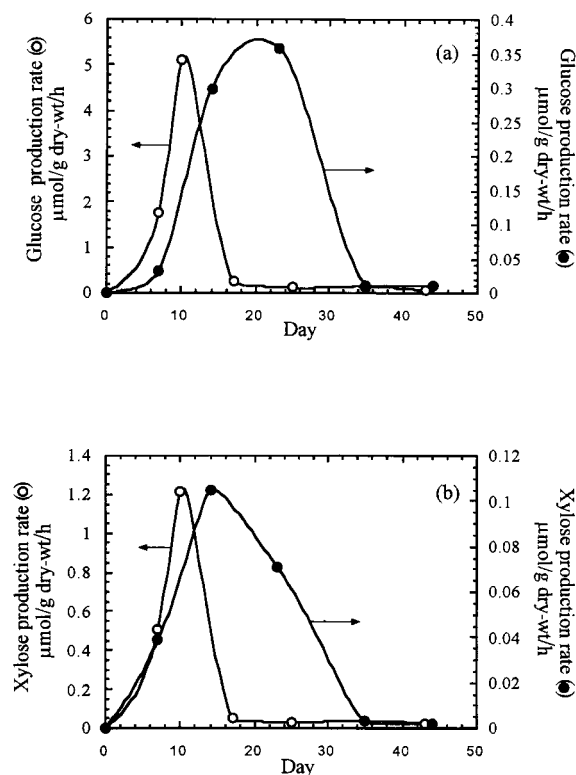 (a)
Glucose production rate (○)
µmol/g dry-wt/h
6
5
4
3
2
1
0
0.4
0.35
0.3
0.25
0.2
0.15
0.1
0.05
0
Glucose production rate (●)
µmol/g dry-wt/h
0 10 20 30 40 50
Day
(b)
Xylose production rate (○)
µmol/g dry-wt/h
1.4
1.2
1
0.8
0.6
0.4
0.2
0
0.12
0.1
0.08
0.06
0.04
0.02
0
Xylose production rate (●)
µmol/g dry-wt/h
0 10 20 30 40 50
Day